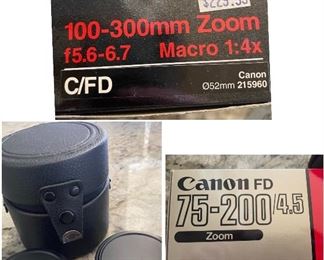 100-300mm Zoom
f5.6-6.7 Macro 1:4x
C/FD
Canon
Ø52mm 215960
Canon FD
75-200/4.5
Zoom